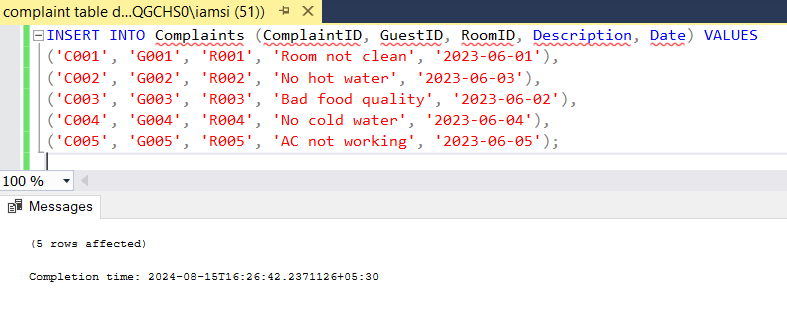 complaint table d...QGCHS0\iamsi (51))
INSERT INTO Complaints (ComplaintID, GuestID, RoomID, Description, Date) VALUES
('C001', 'G001', 'R001', 'Room not clean', '2023-06-01'),
('C002', 'G002', 'R002', 'No hot water', '2023-06-03'),
('C003', 'G003', 'R003', 'Bad food quality', '2023-06-02'),
('C004', 'G004', 'R004', 'No cold water', '2023-06-04'),
('C005', 'G005', 'R005', 'AC not working', '2023-06-05');
100 %
Messages
(5 rows affected)
Completion time: 2024-08-15T16:26:42.2371126+05:30